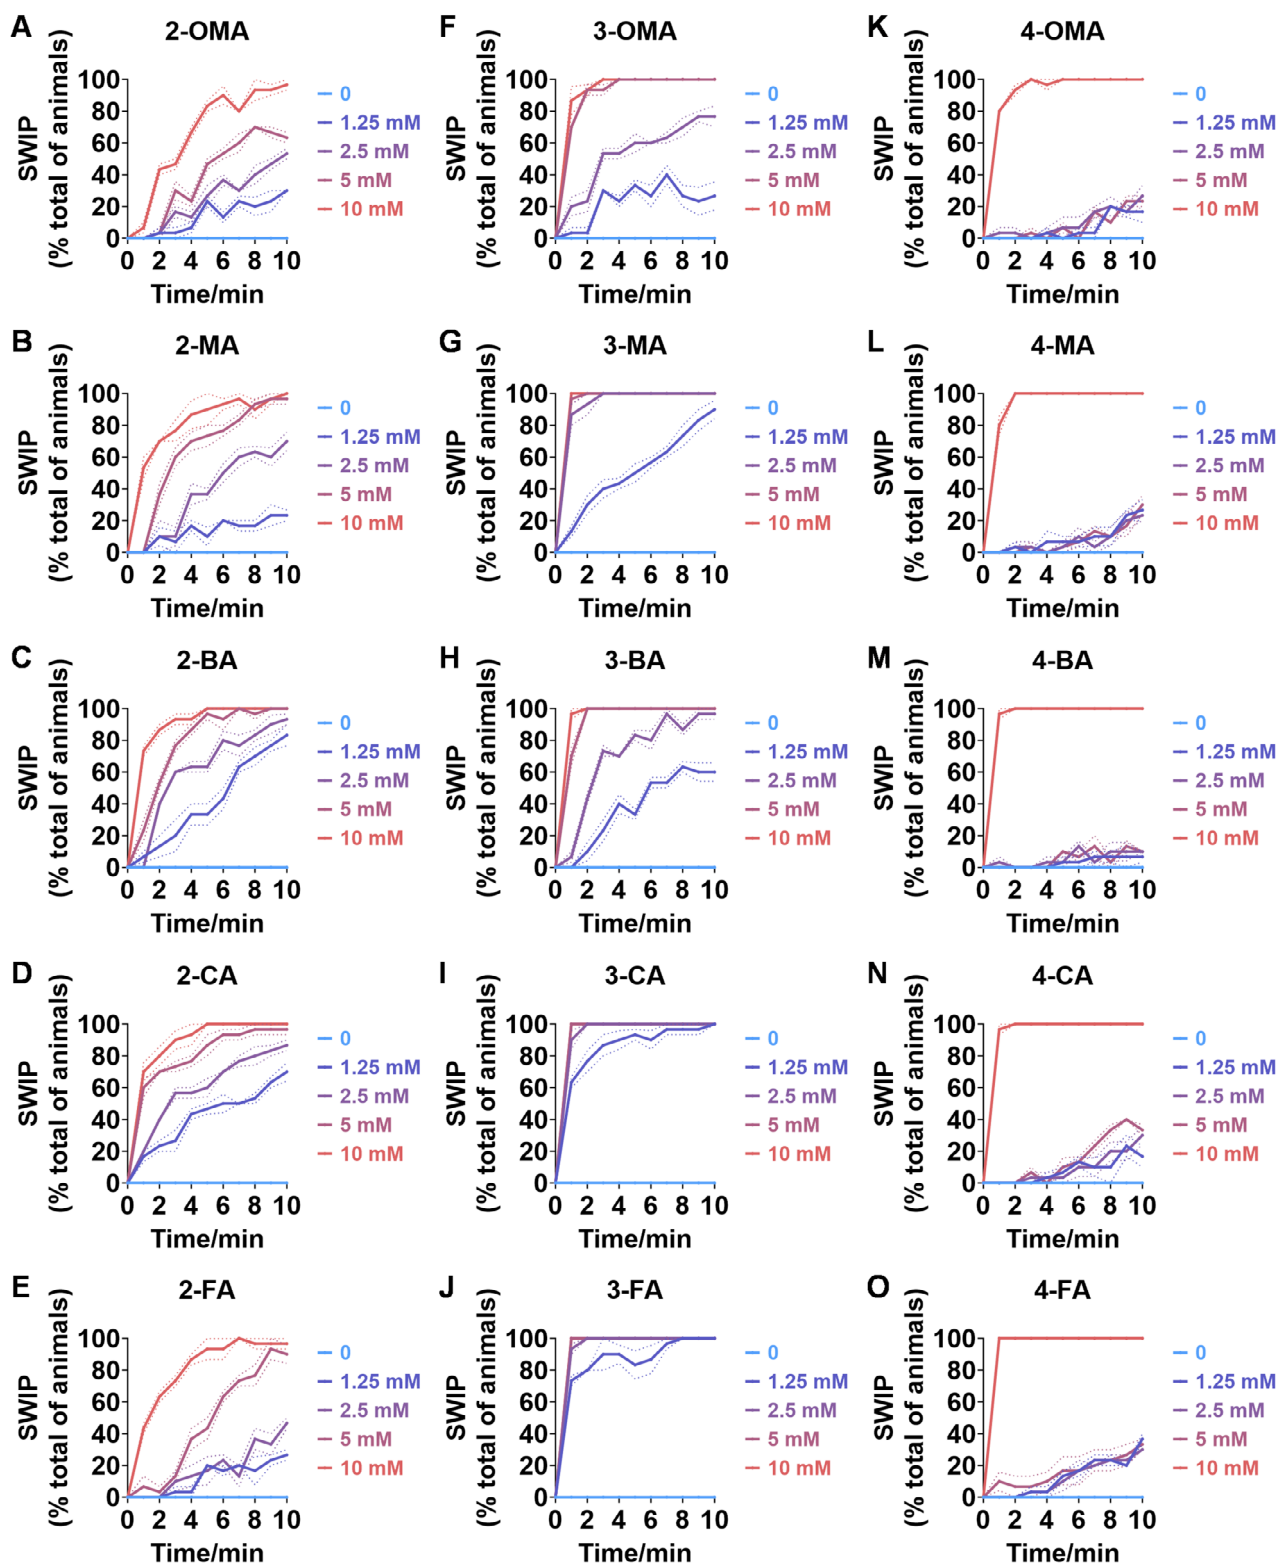 A
2-OMA
SWIP
(% total of animals)
100
80
60
40
20
0
0 2 4 6 8 10
Time/min
0
1.25 mM
2.5 mM
5 mM
10 mM
F
3-OMA
SWIP
(% total of animals)
100
80
60
40
20
0
0 2 4 6 8 10
Time/min
0
1.25 mM
2.5 mM
5 mM
10 mM
K
4-OMA
SWIP
(% total of animals)
100
80
60
40
20
0
0 2 4 6 8 10
Time/min
0
1.25 mM
2.5 mM
5 mM
10 mM
B
2-MA
SWIP
(% total of animals)
100
80
60
40
20
0
0 2 4 6 8 10
Time/min
0
1.25 mM
2.5 mM
5 mM
10 mM
G
3-MA
SWIP
(% total of animals)
100
80
60
40
20
0
0 2 4 6 8 10
Time/min
0
1.25 mM
2.5 mM
5 mM
10 mM
L
4-MA
SWIP
(% total of animals)
100
80
60
40
20
0
0 2 4 6 8 10
Time/min
0
1.25 mM
2.5 mM
5 mM
10 mM
C
2-BA
SWIP
(% total of animals)
100
80
60
40
20
0
0 2 4 6 8 10
Time/min
0
1.25 mM
2.5 mM
5 mM
10 mM
H
3-BA
SWIP
(% total of animals)
100
80
60
40
20
0
0 2 4 6 8 10
Time/min
0
1.25 mM
2.5 mM
5 mM
10 mM
M
4-BA
SWIP
(% total of animals)
100
80
60
40
20
0
0 2 4 6 8 10
Time/min
0
1.25 mM
2.5 mM
5 mM
10 mM
D
2-CA
SWIP
(% total of animals)
100
80
60
40
20
0
0 2 4 6 8 10
Time/min
0
1.25 mM
2.5 mM
5 mM
10 mM
I
3-CA
SWIP
(% total of animals)
100
80
60
40
20
0
0 2 4 6 8 10
Time/min
0
1.25 mM
2.5 mM
5 mM
10 mM
N
4-CA
SWIP
(% total of animals)
100
80
60
40
20
0
0 2 4 6 8 10
Time/min
0
1.25 mM
2.5 mM
5 mM
10 mM
E
2-FA
SWIP
(% total of animals)
100
80
60
40
20
0
0 2 4 6 8 10
Time/min
0
1.25 mM
2.5 mM
5 mM
10 mM
J
3-FA
SWIP
(% total of animals)
100
80
60
40
20
0
0 2 4 6 8 10
Time/min
0
1.25 mM
2.5 mM
5 mM
10 mM
O
4-FA
SWIP
(% total of animals)
100
80
60
40
20
0
0 2 4 6 8 10
Time/min
0
1.25 mM
2.5 mM
5 mM
10 mM